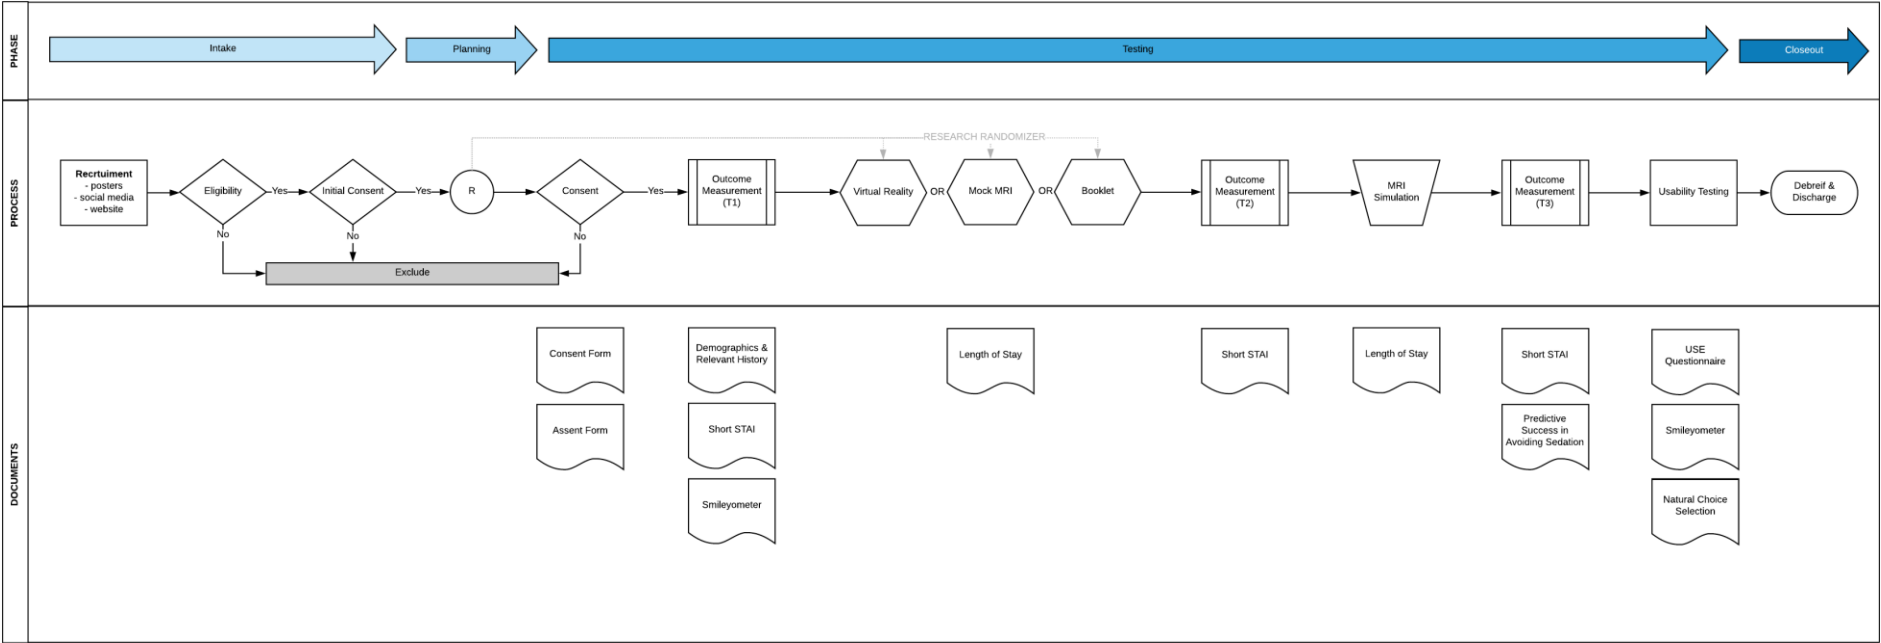 PHASE
Intake
Planning
Testing
Closeout
PROCESS
RESEARCH RANDOMIZER
Recrtuiment
- posters
- social media
- website
Eligibility
Yes
Initial Consent
Yes
R
Consent
Yes
Outcome
Measurement
(T1)
Virtual Reality
OR
Mock MRI
OR
Booklet
Outcome
Measurement
(T2)
MRI
Simulation
Outcome
Measurement
(T3)
Usability Testing
Debreif &
Discharge
No
No
No
Exclude
DOCUMENTS
Consent Form
Assent Form
Demographics &
Relevant History
Short STAI
Smileyometer
Length of Stay
Short STAI
Length of Stay
Short STAI
Predictive
Success in
Avoiding Sedation
USE
Questionnaire
Smileyometer
Natural Choice
Selection